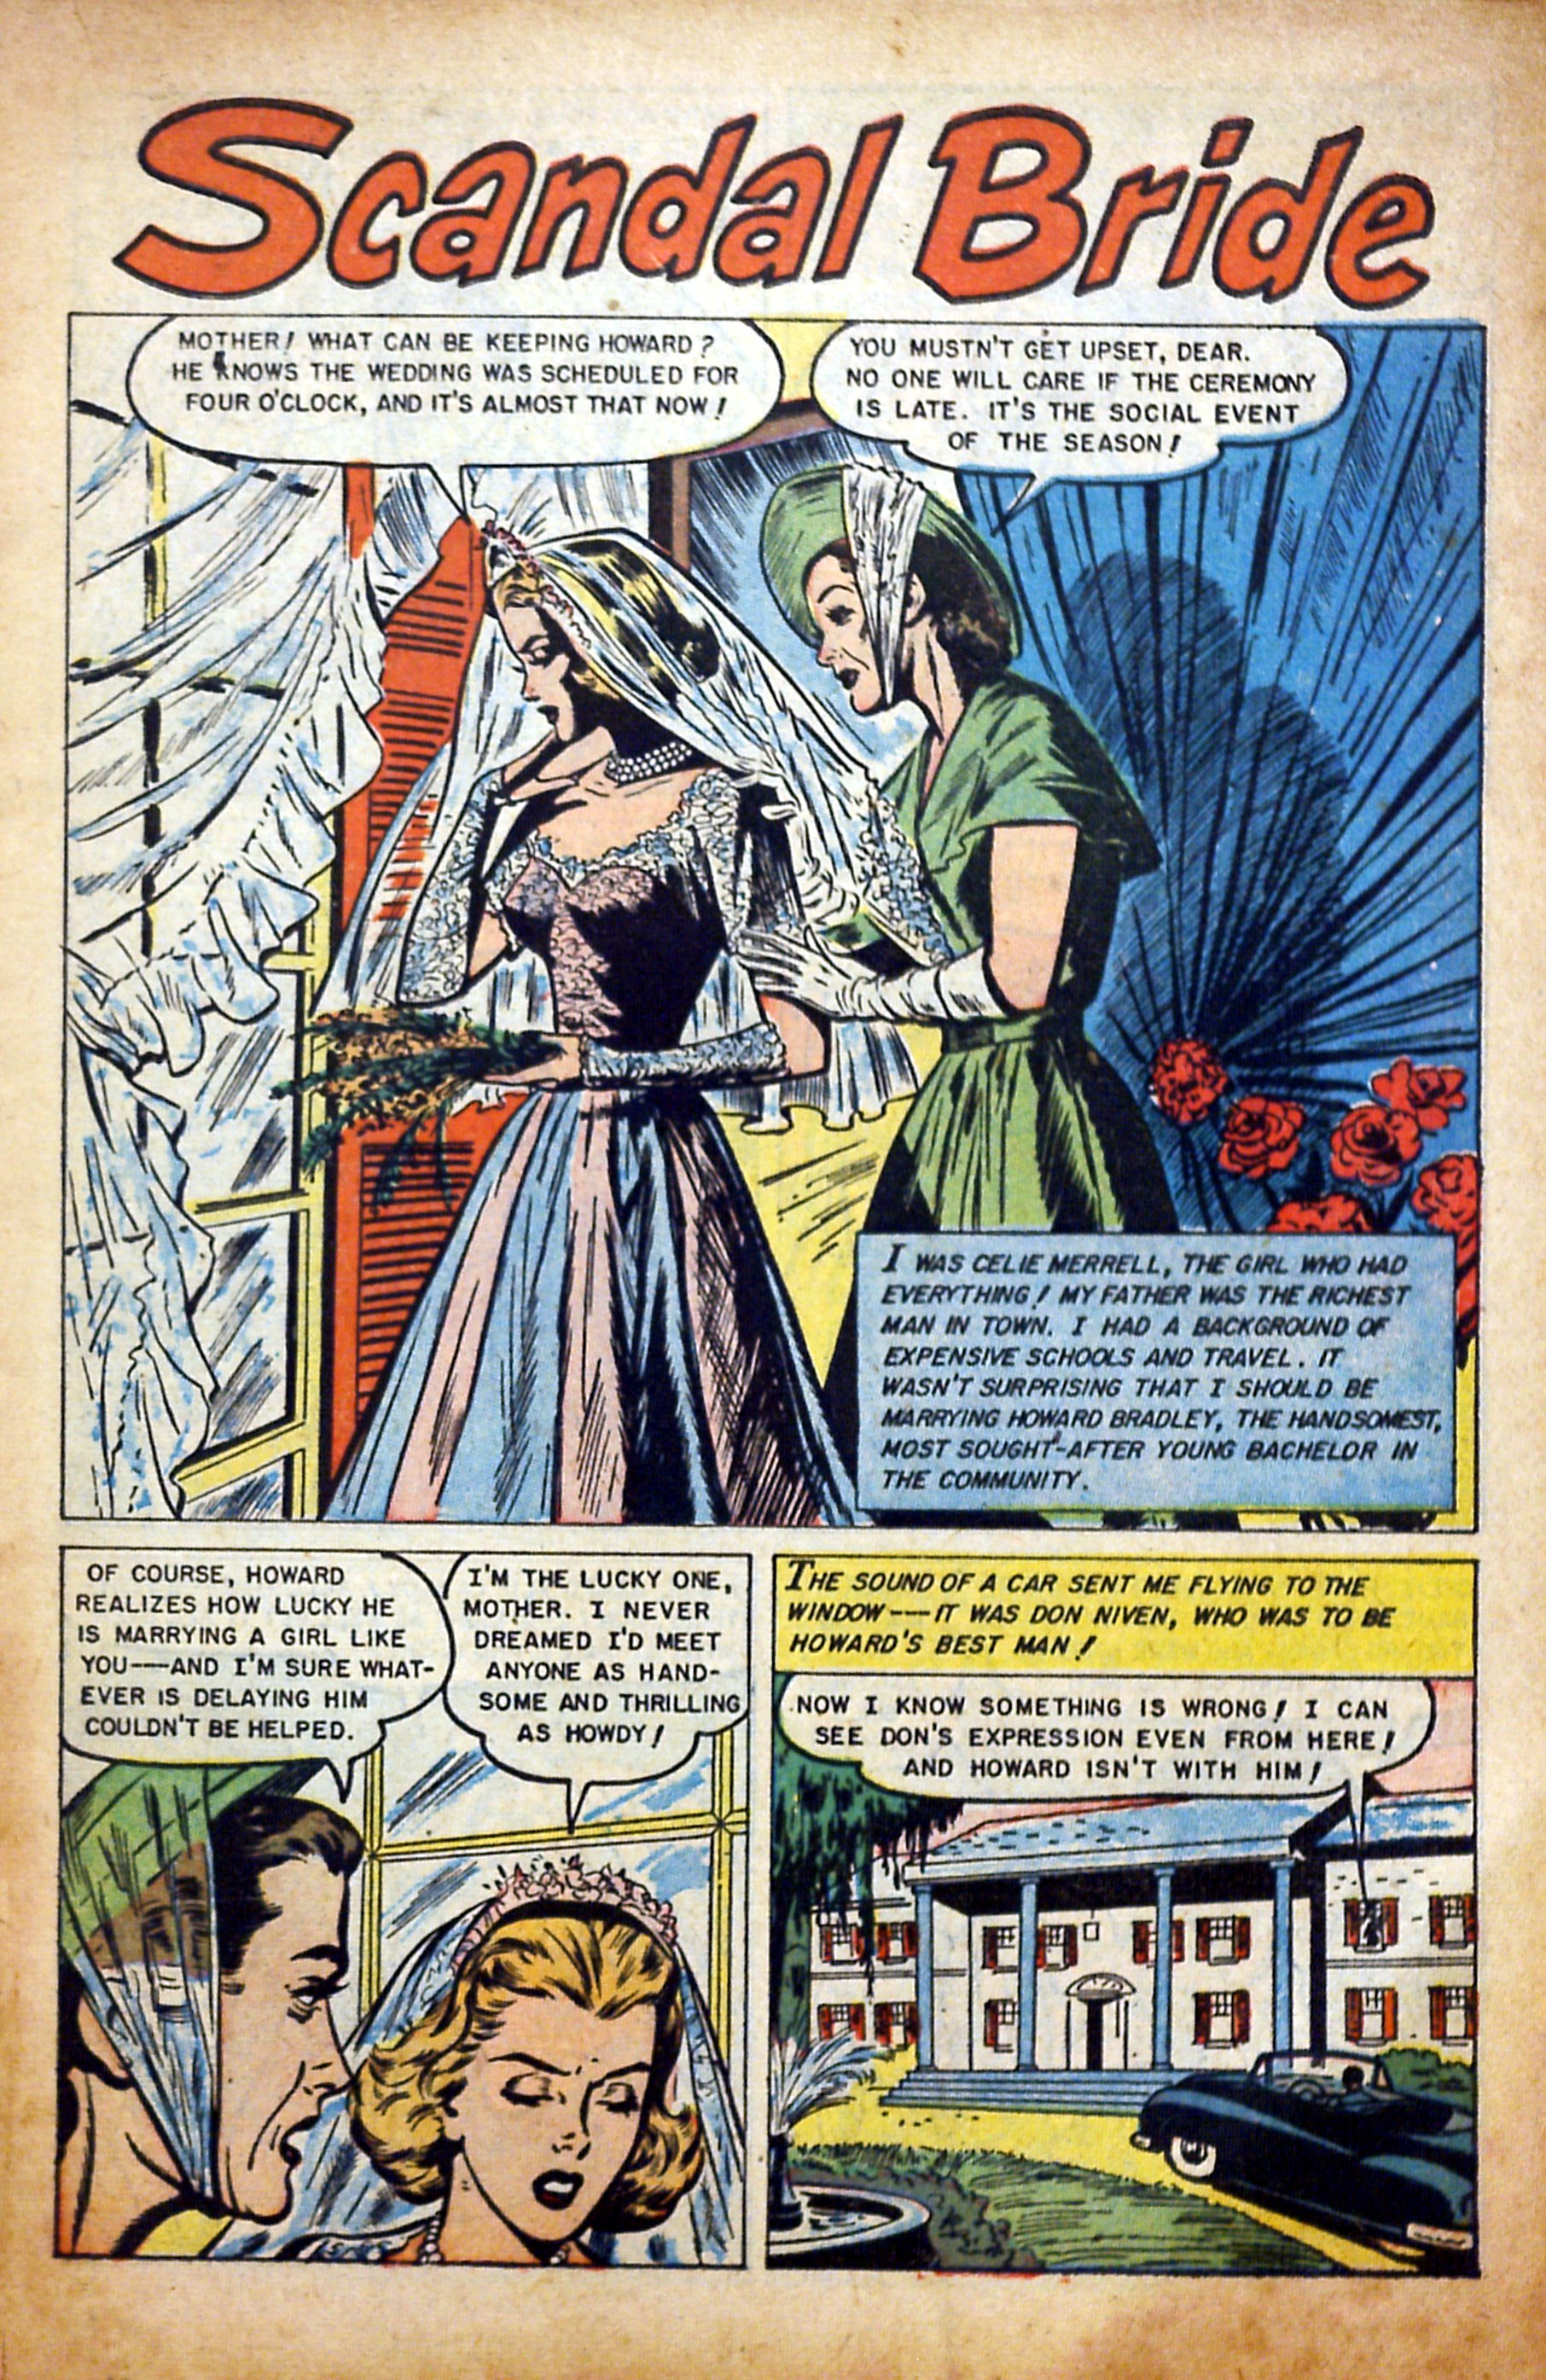 Scandal Bride
MOTHER! WHAT CAN BE KEEPING HOWARD?
HE KNOWS THE WEDDING WAS SCHEDULED FOR
FOUR O'CLOCK, AND IT'S ALMOST THAT NOW!
YOU MUSTN'T GET UPSET, DEAR.
NO ONE WILL CARE IF THE CEREMONY
IS LATE. IT'S THE SOCIAL EVENT
OF THE SEASON!
I WAS CELIE MERRELL, THE GIRL WHO HAD
EVERYTHING! MY FATHER WAS THE RICHEST
MAN IN TOWN. I HAD A BACKGROUND OF
EXPENSIVE SCHOOLS AND TRAVEL. IT
WASN'T SURPRISING THAT I SHOULD BE
MARRYING HOWARD BRADLEY, THE HANDSOMEST,
MOST SOUGHT-AFTER YOUNG BACHELOR IN
THE COMMUNITY.
OF COURSE, HOWARD
REALIZES HOW LUCKY HE
IS MARRYING A GIRL LIKE
YOU--AND I'M SURE WHAT-
EVER IS DELAYING HIM
COULDN'T BE HELPED.
I'M THE LUCKY ONE,
MOTHER. I NEVER
DREAMED I'D MEET
ANYONE AS HAND-
SOME AND THRILLING
AS HOWDY!
THE SOUND OF A CAR SENT ME FLYING TO THE
WINDOW--IT WAS DON NIVEN, WHO WAS TO BE
HOWARD'S BEST MAN!
NOW I KNOW SOMETHING IS WRONG! I CAN
SEE DON'S EXPRESSION EVEN FROM HERE!
AND HOWARD ISN'T WITH HIM!